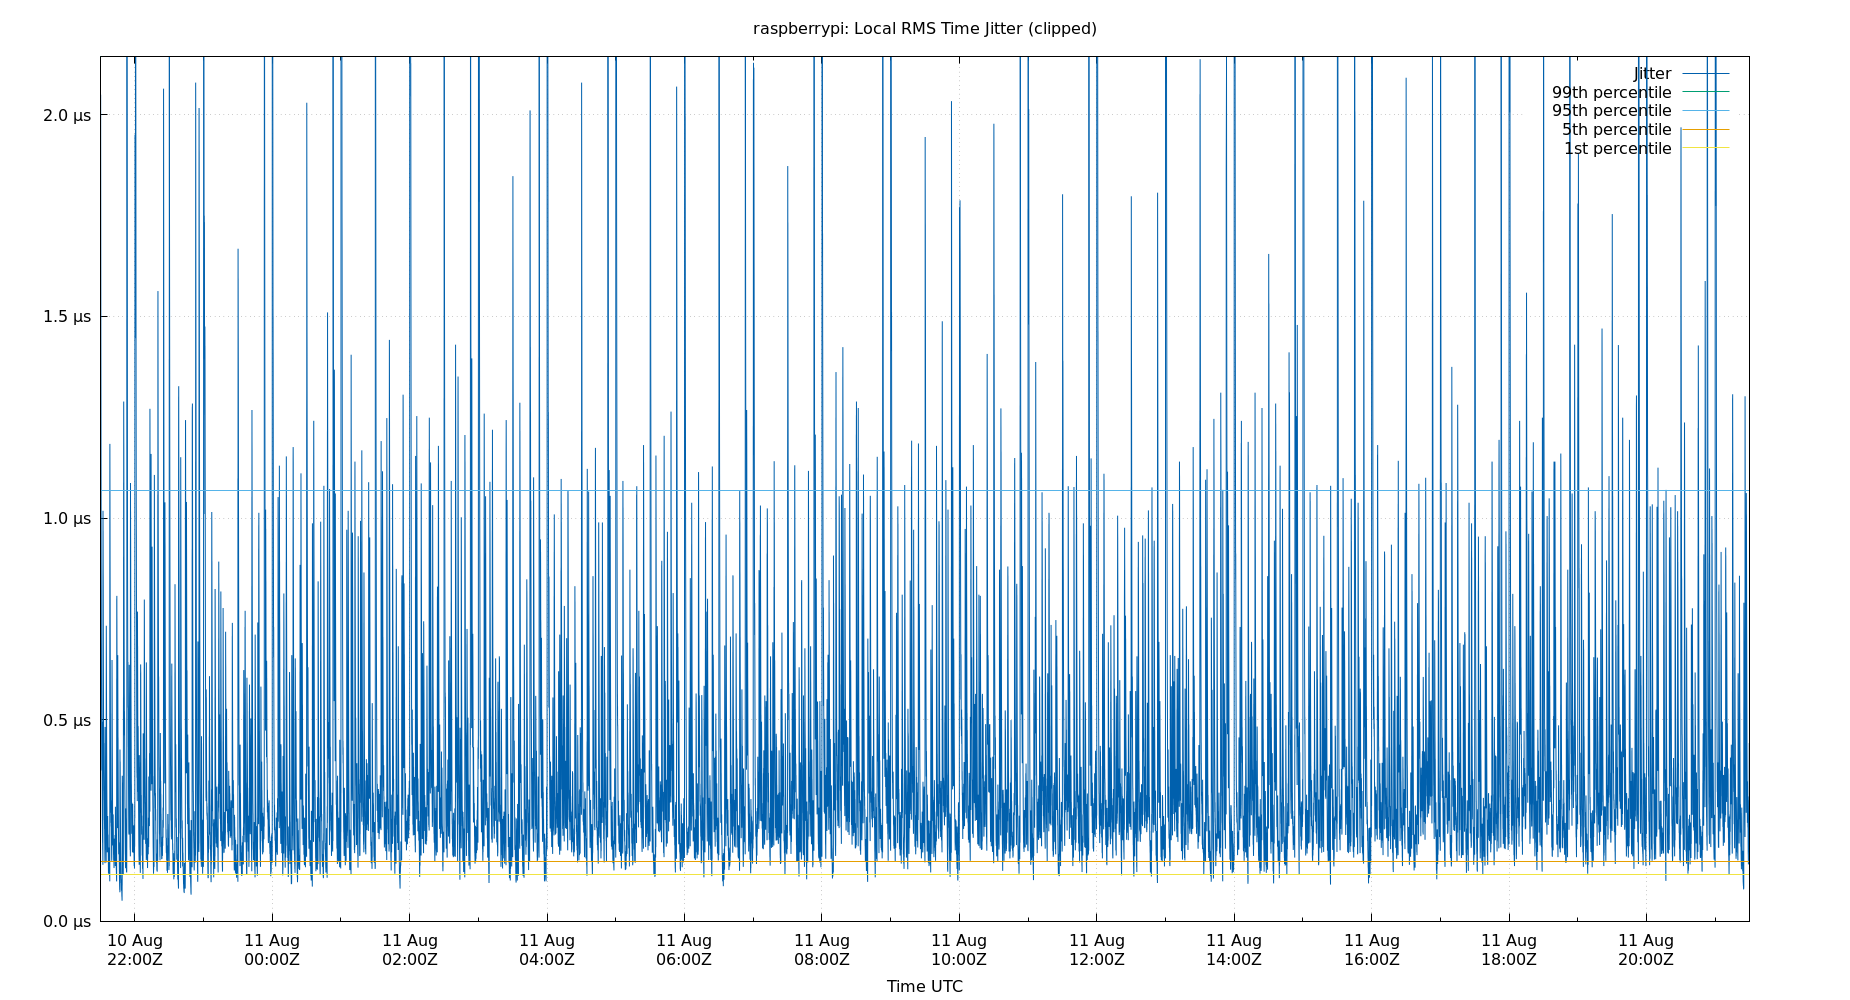 raspberrypi: Local RMS Time Jitter (clipped)
Jitter
99th percentile
95th percentile
5th percentile
1st percentile
2.0 µs
1.5 µs
1.0 µs
0.5 µs
0.0 µs
10 Aug 11 Aug 11 Aug 11 Aug 11 Aug 11 Aug 11 Aug 11 Aug 11 Aug 11 Aug 11 Aug 11 Aug
22:00Z 00:00Z 02:00Z 04:00Z 06:00Z 08:00Z 10:00Z 12:00Z 14:00Z 16:00Z 18:00Z 20:00Z
Time UTC